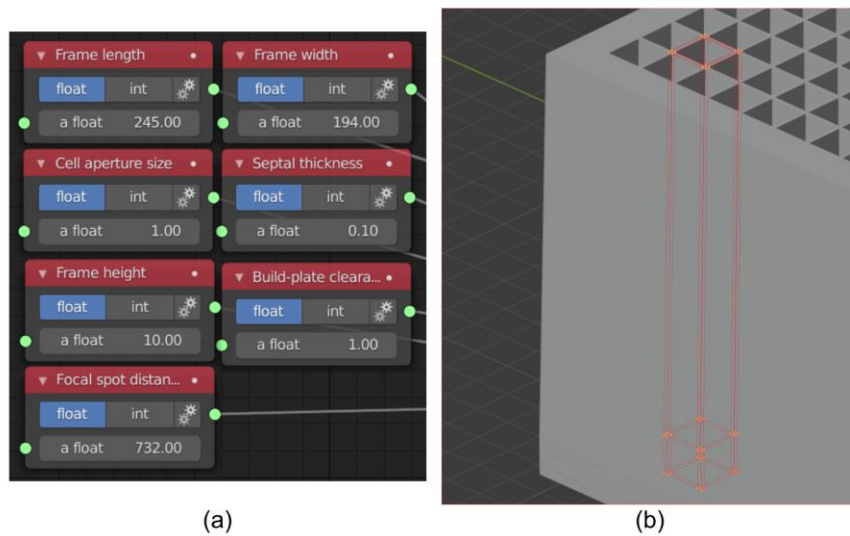 Frame length
float int
a float 245.00
Frame width
float int
a float 194.00
Cell aperture size
float int
a float 1.00
Septal thickness
float int
a float 0.10
Frame height
float int
a float 10.00
Build-plate cleara...
float int
a float 1.00
Focal spot distan...
float int
a float 732.00
(a)
(b)